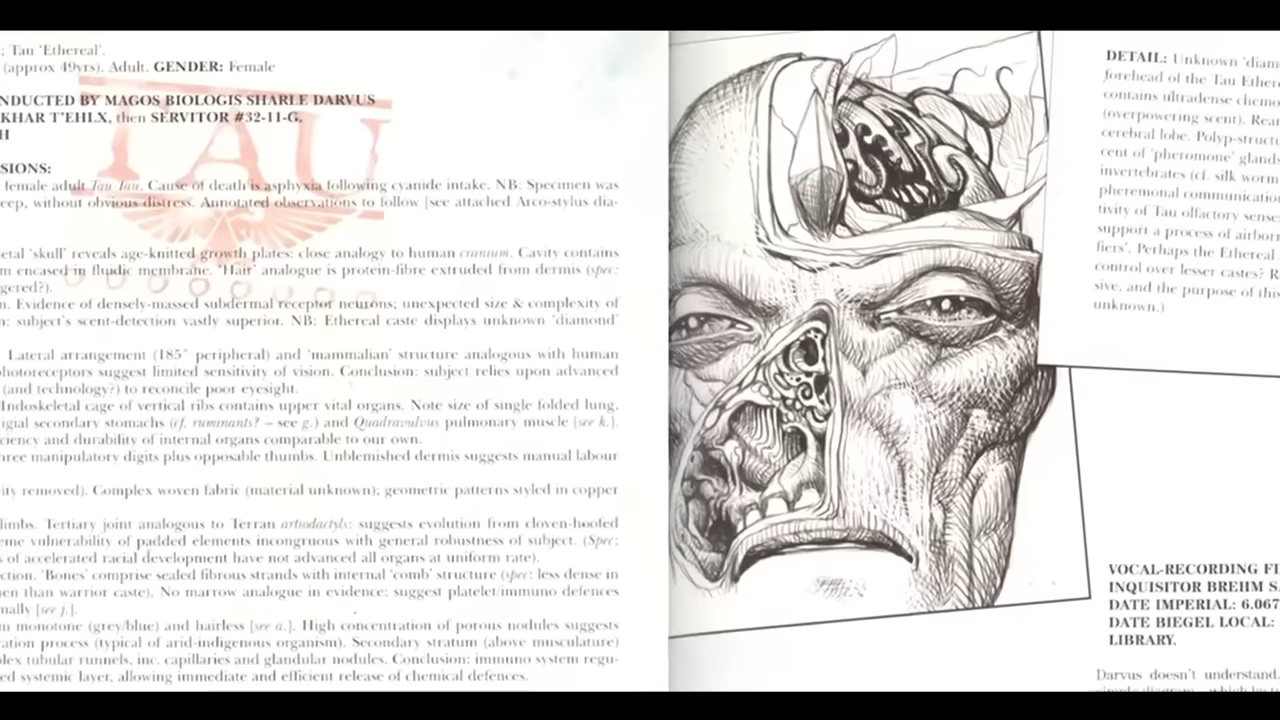 ; Tau 'Ethereal'.
(approx 49yrs). Adult. GENDER: Female
NDUCTED BY MAGOS BIOLOGIS SHARLE DARVUS
KHAR T'EHLX, then SERVITOR #32-11-G,
H
TAU
SIONS:
female adult Tau Tau. Cause of death is asphyxia following cyanide intake. NB: Specimen was
eep, without obvious distress. Annotated observations to follow [see attached Arco-stylus dia-
etal 'skull' reveals age-knitted growth plates: close analogy to human cranium. Cavity contains
m encased in fluidic membrane. 'Hair' analogue is protein-fibre extruded from dermis (spec:
gered?).
n. Evidence of densely-massed subdermal receptor neurons; unexpected size & complexity of
n: subject's scent-detection vastly superior. NB: Ethereal caste displays unknown 'diamond'
Lateral arrangement (185° peripheral) and 'mammalian' structure analogous with human
hotoreceptors suggest limited sensitivity of vision. Conclusion: subject relies upon advanced
(and technology?) to reconcile poor eyesight.
Indoskeletal cage of vertical ribs contains upper vital organs. Note size of single folded lung,
igial secondary stomachs (cf. ruminants? – see g.) and Quadravulvus pulmonary muscle [see k.].
ciency and durability of internal organs comparable to our own.
hree manipulatory digits plus opposable thumbs. Unblemished dermis suggests manual labour
ity removed). Complex woven fabric (material unknown); geometric patterns styled in copper
limbs. Tertiary joint analogous to Terran artiodactyls: suggests evolution from cloven-hoofed
eme vulnerability of padded elements incongruous with general robustness of subject. (Spec:
s of accelerated racial development have not advanced all organs at uniform rate).
ction. 'Bones' comprise sealed fibrous strands with internal 'comb' structure (spec: less dense in
en than warrior caste). No marrow analogue in evidence: suggest platelet/immuno defences
nally [see j.].
m monotone (grey/blue) and hairless [see a.]. High concentration of porous nodules suggests
ation process (typical of arid-indigenous organism). Secondary stratum (above musculature)
lex tubular runnels, inc. capillaries and glandular nodules. Conclusion: immuno system regu-
ed systemic layer, allowing immediate and efficient release of chemical defences.
DETAIL: Unknown 'diam
forehead of the Tau Ether
contains ultradense chemo
(overpowering scent). Rear
cerebral lobe. Polyp-structu
cent of 'pheromone' glands
invertebrates (cf. silk worm
pheremonal communicatio
tivity of Tau olfactory sense
support a process of airborn
fiers'. Perhaps the Ethereal
control over lesser castes? R
sive, and the purpose of this
unknown.)
VOCAL-RECORDING FI
INQUISITOR BREHM S
DATE IMPERIAL: 6.067
DATE BIEGEL LOCAL:
LIBRARY.
Darvus doesn't understand.